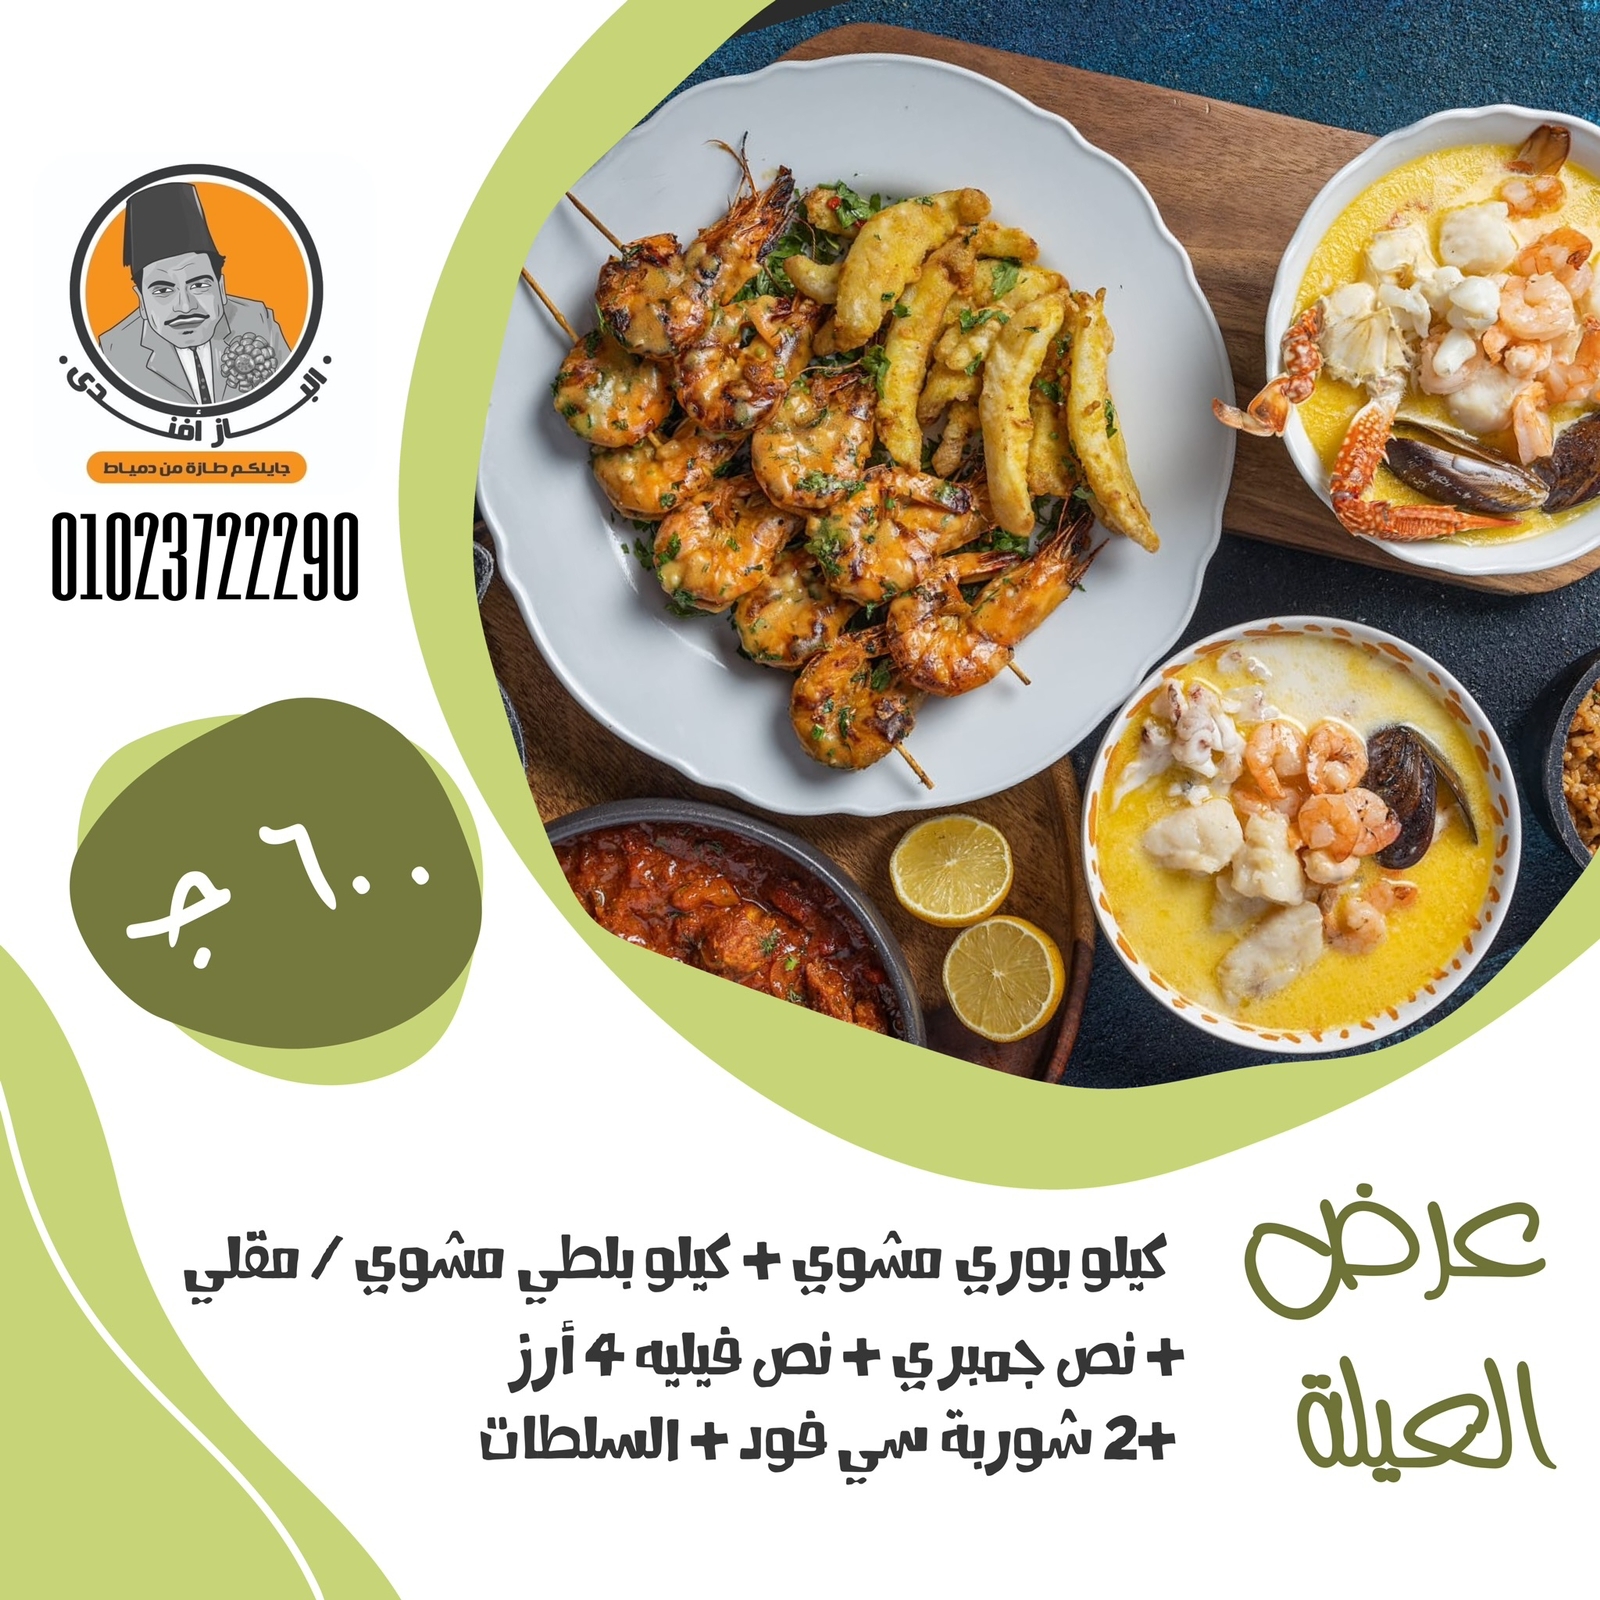 الباز أفندى
جايلكم طازة من دمياط
01023722290
٦٠٠ ج
عرض
العيلة
كيلو بوري مشوي + كيلو بلطي مشوي / مقلي
+ نص جمبري + نص فيليه + 4 أرز
+2 شوربة سي فود + السلطات